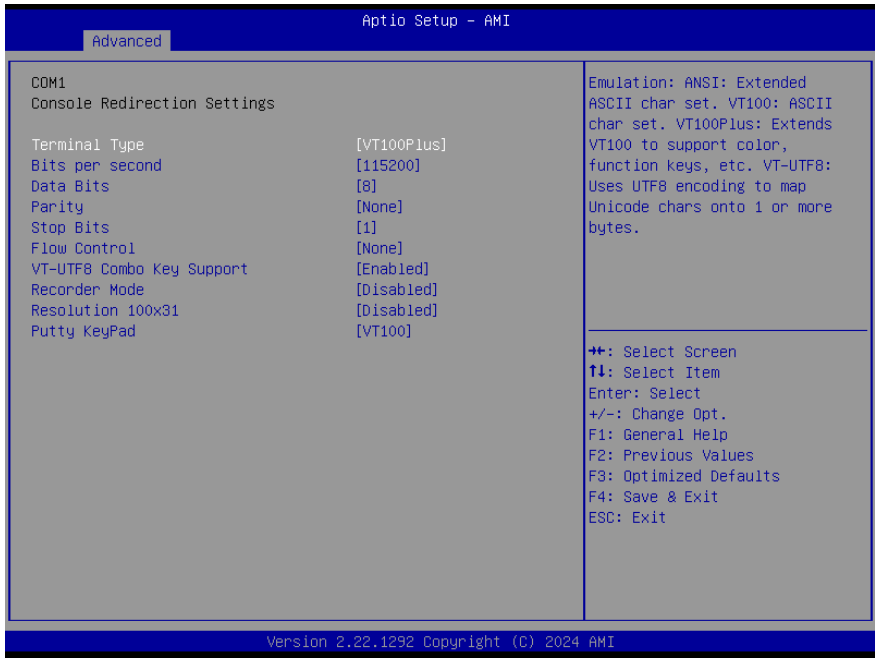 Aptio Setup - AMI
Advanced
COM1
Console Redirection Settings
Terminal Type [VT100Plus]
Bits per second [115200]
Data Bits [8]
Parity [None]
Stop Bits [1]
Flow Control [None]
VT-UTF8 Combo Key Support [Enabled]
Recorder Mode [Disabled]
Resolution 100x31 [Disabled]
Putty KeyPad [VT100]
Emulation: ANSI: Extended
ASCII char set. VT100: ASCII
char set. VT100Plus: Extends
VT100 to support color,
function keys, etc. VT-UTF8:
Uses UTF8 encoding to map
Unicode chars onto 1 or more
bytes.
→←: Select Screen
↑↓: Select Item
Enter: Select
+/-: Change Opt.
F1: General Help
F2: Previous Values
F3: Optimized Defaults
F4: Save & Exit
ESC: Exit
Version 2.22.1292 Copyright (C) 2024 AMI